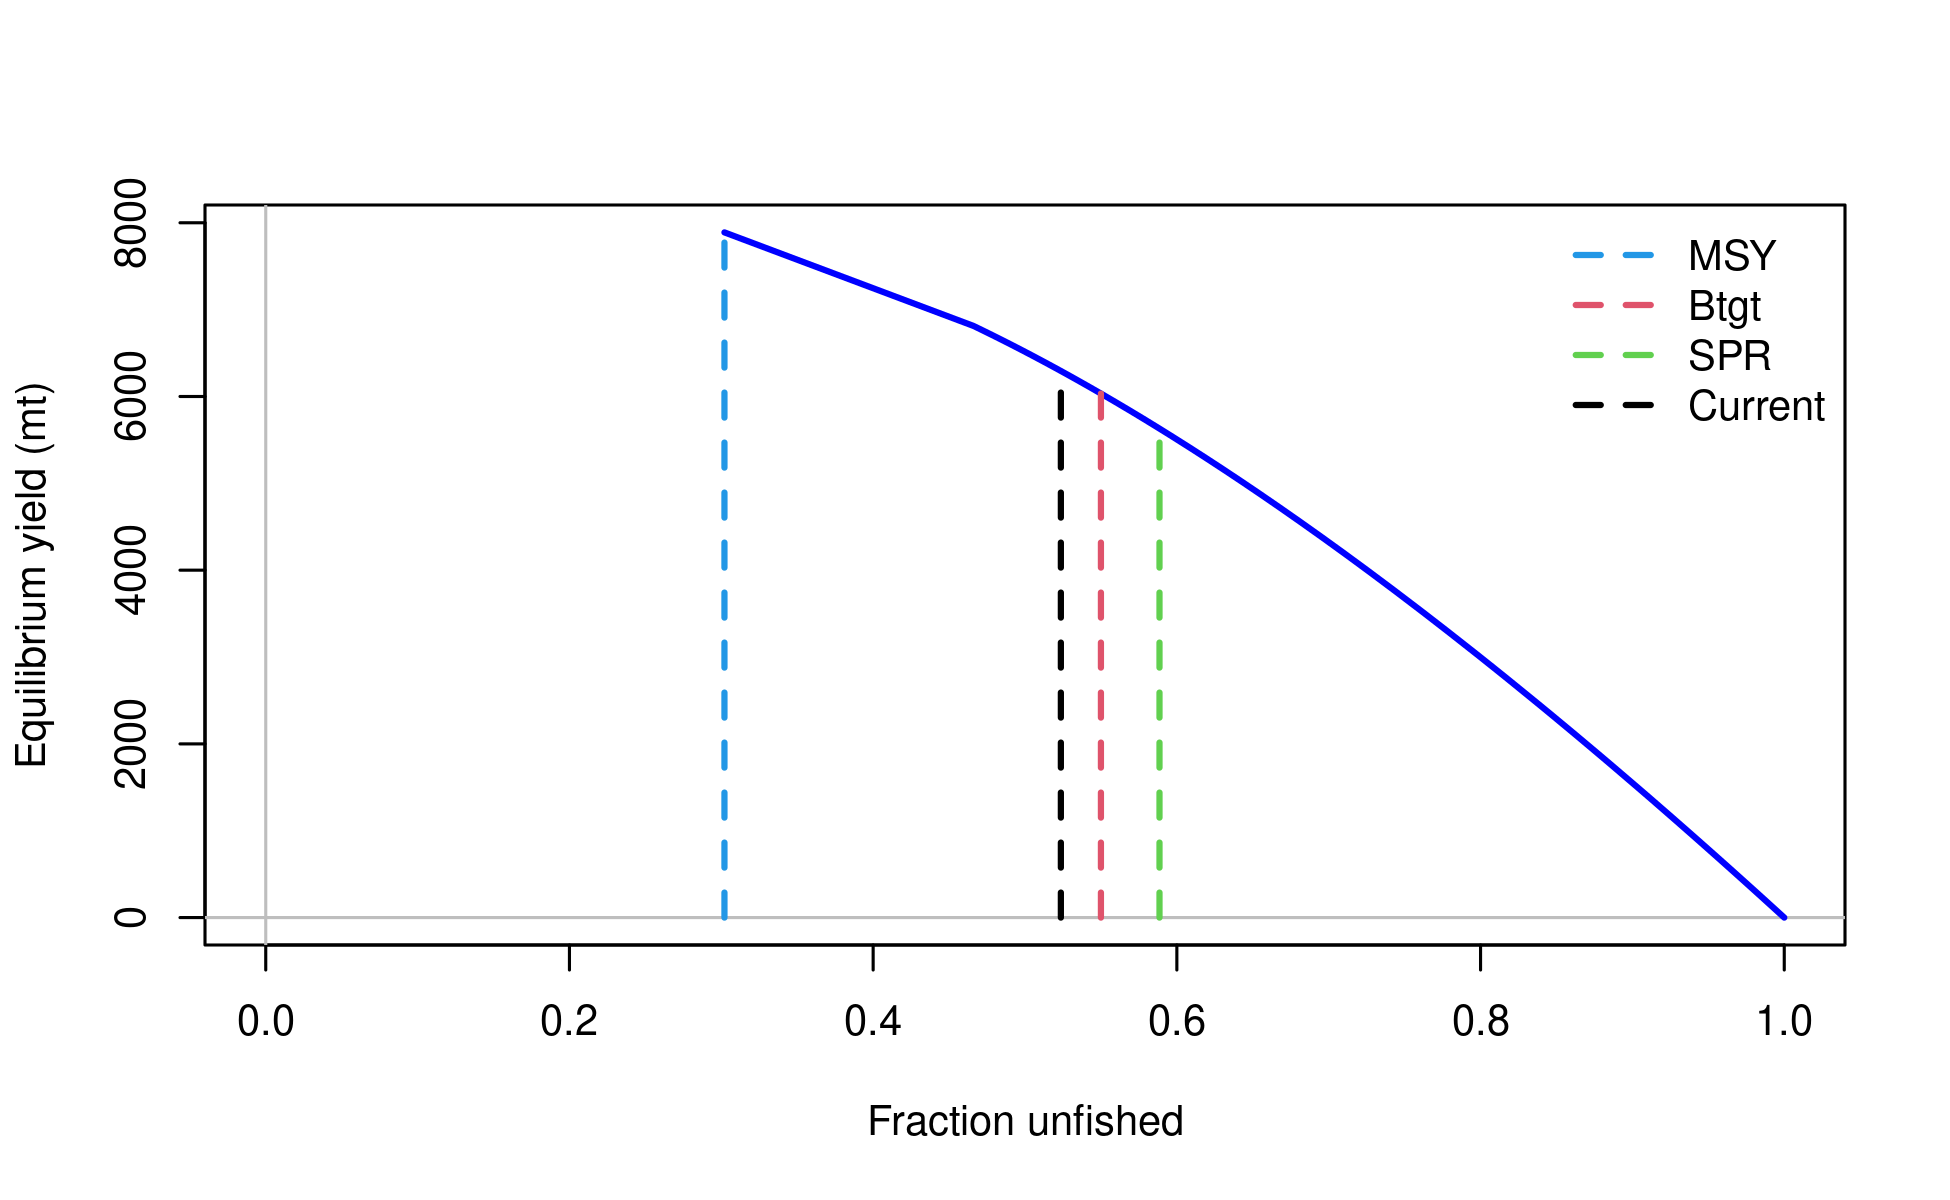 MSY
Btgt
SPR
Current
Equilibrium yield (mt)
8000
6000
4000
2000
0
0.0 0.2 0.4 0.6 0.8 1.0
Fraction unfished